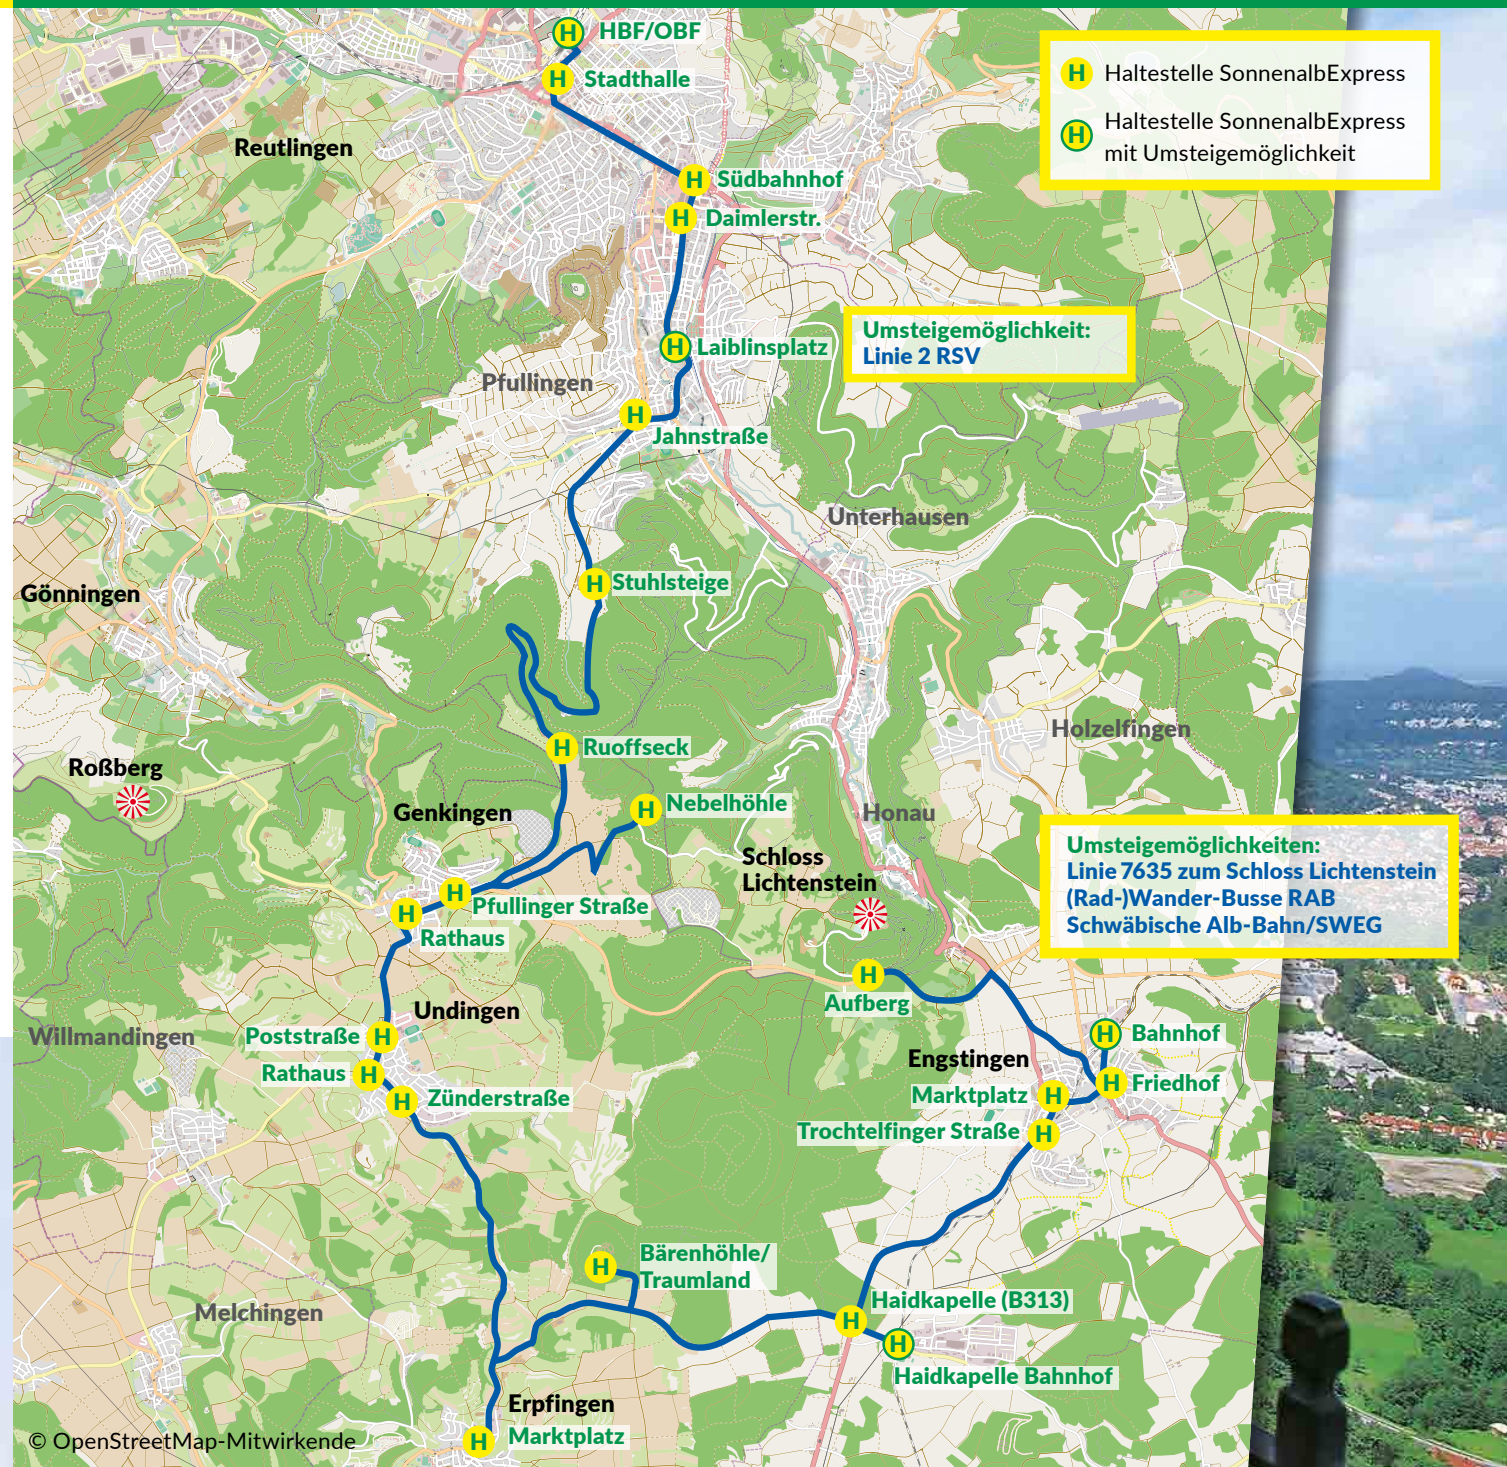 H HBF/OBF
H Stadthalle
H Haltestelle SonnenalbExpress
H Haltestelle SonnenalbExpress
mit Umsteigemöglichkeit
Reutlingen
H Südbahnhof
H Daimlerstr.
H Laiblinsplatz
Umsteigemöglichkeit:
Linie 2 RSV
Pfullingen
H
Jahnstraße
Unterhausen
H Stuhlsteige
Gönningen
Holzelfingen
H Ruoffseck
Roßberg
H Nebelhöhle
Genkingen
Honau
Schloss
Lichtenstein
Umsteigemöglichkeiten:
Linie 7635 zum Schloss Lichtenstein
(Rad-)Wander-Busse RAB
Schwäbische Alb-Bahn/SWEG
H Pfullinger Straße
H
Rathaus
H
Aufberg
Undingen
Willmandingen
Poststraße H
H Bahnhof
Engstingen
Rathaus H
H Friedhof
Zünderstraße
H
Marktplatz H
Trochtelfinger Straße H
H Bärenhöhle/
Traumland
Haidkapelle (B313)
H
Melchingen
H
Haidkapelle Bahnhof
Erpfingen
H Marktplatz
© OpenStreetMap-Mitwirkende